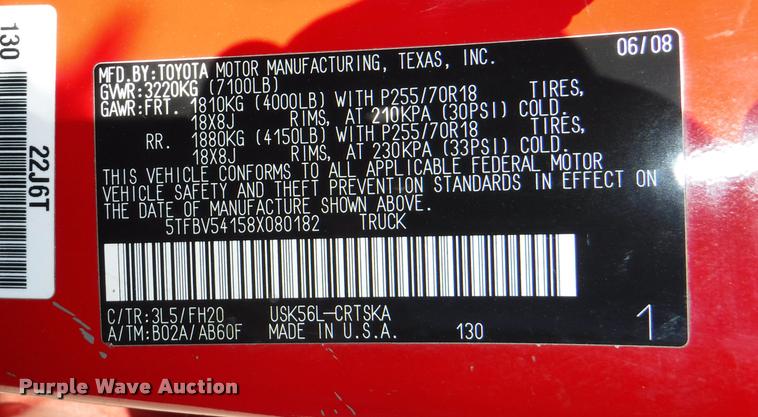 130
22J6T
MFD.BY:TOYOTA MOTOR MANUFACTURING, TEXAS, INC. 06/08
GVWR:3220KG (7100LB)
GAWR:FRT. 1810KG (4000LB) WITH P255/70R18 TIRES,
18X8J RIMS, AT 210KPA (30PSI) COLD.
RR. 1880KG (4150LB) WITH P255/70R18 TIRES,
18X8J RIMS, AT 230KPA (33PSI) COLD.
THIS VEHICLE CONFORMS TO ALL APPLICABLE FEDERAL MOTOR
VEHICLE SAFETY AND THEFT PREVENTION STANDARDS IN EFFECT ON
THE DATE OF MANUFACTURE SHOWN ABOVE.
5TFBV54158X080182 TRUCK
C/TR:3L5/FH20 USK56L-CRTSKA
A/TM:B02A/AB60F MADE IN U.S.A. 130 1
Purple Wave Auction